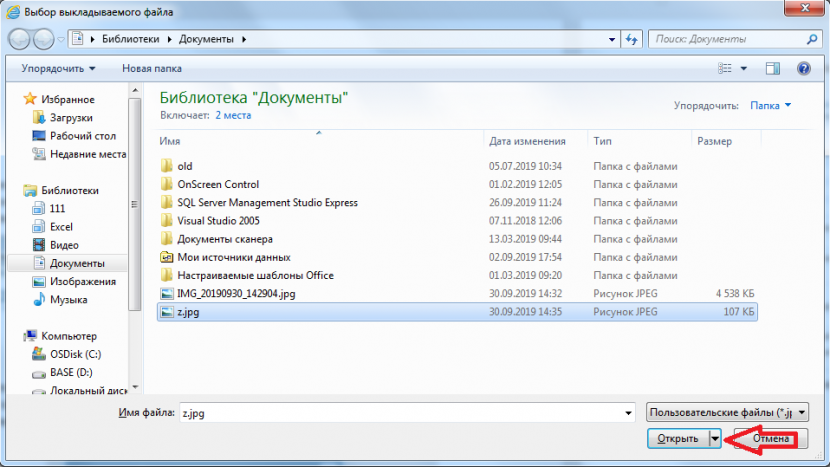 Выбор выкладываемого файла
Библиотеки Документы
Поиск: Документы
Упорядочить Новая папка
Избранное
Загрузки
Рабочий стол
Недавние места
Библиотеки
111
Excel
Видео
Документы
Изображения
Музыка
Компьютер
OSDisk (C:)
BASE (D:)
Локальный диск
Библиотека "Документы"
Включает: 2 места
Упорядочить: Папка
Имя Дата изменения Тип Размер
old 05.07.2019 10:34 Папка с файлами
OnScreen Control 01.02.2019 12:05 Папка с файлами
SQL Server Management Studio Express 26.09.2019 11:24 Папка с файлами
Visual Studio 2005 07.11.2018 12:06 Папка с файлами
Документы сканера 13.03.2019 09:44 Папка с файлами
Мои источники данных 02.09.2019 17:54 Папка с файлами
Настраиваемые шаблоны Office 01.03.2019 09:20 Папка с файлами
IMG_20190930_142904.jpg 30.09.2019 14:32 Рисунок JPEG 4 538 КБ
z.jpg 30.09.2019 14:35 Рисунок JPEG 107 КБ
Имя файла: z.jpg
Пользовательские файлы (*.jp
Открыть Отмена